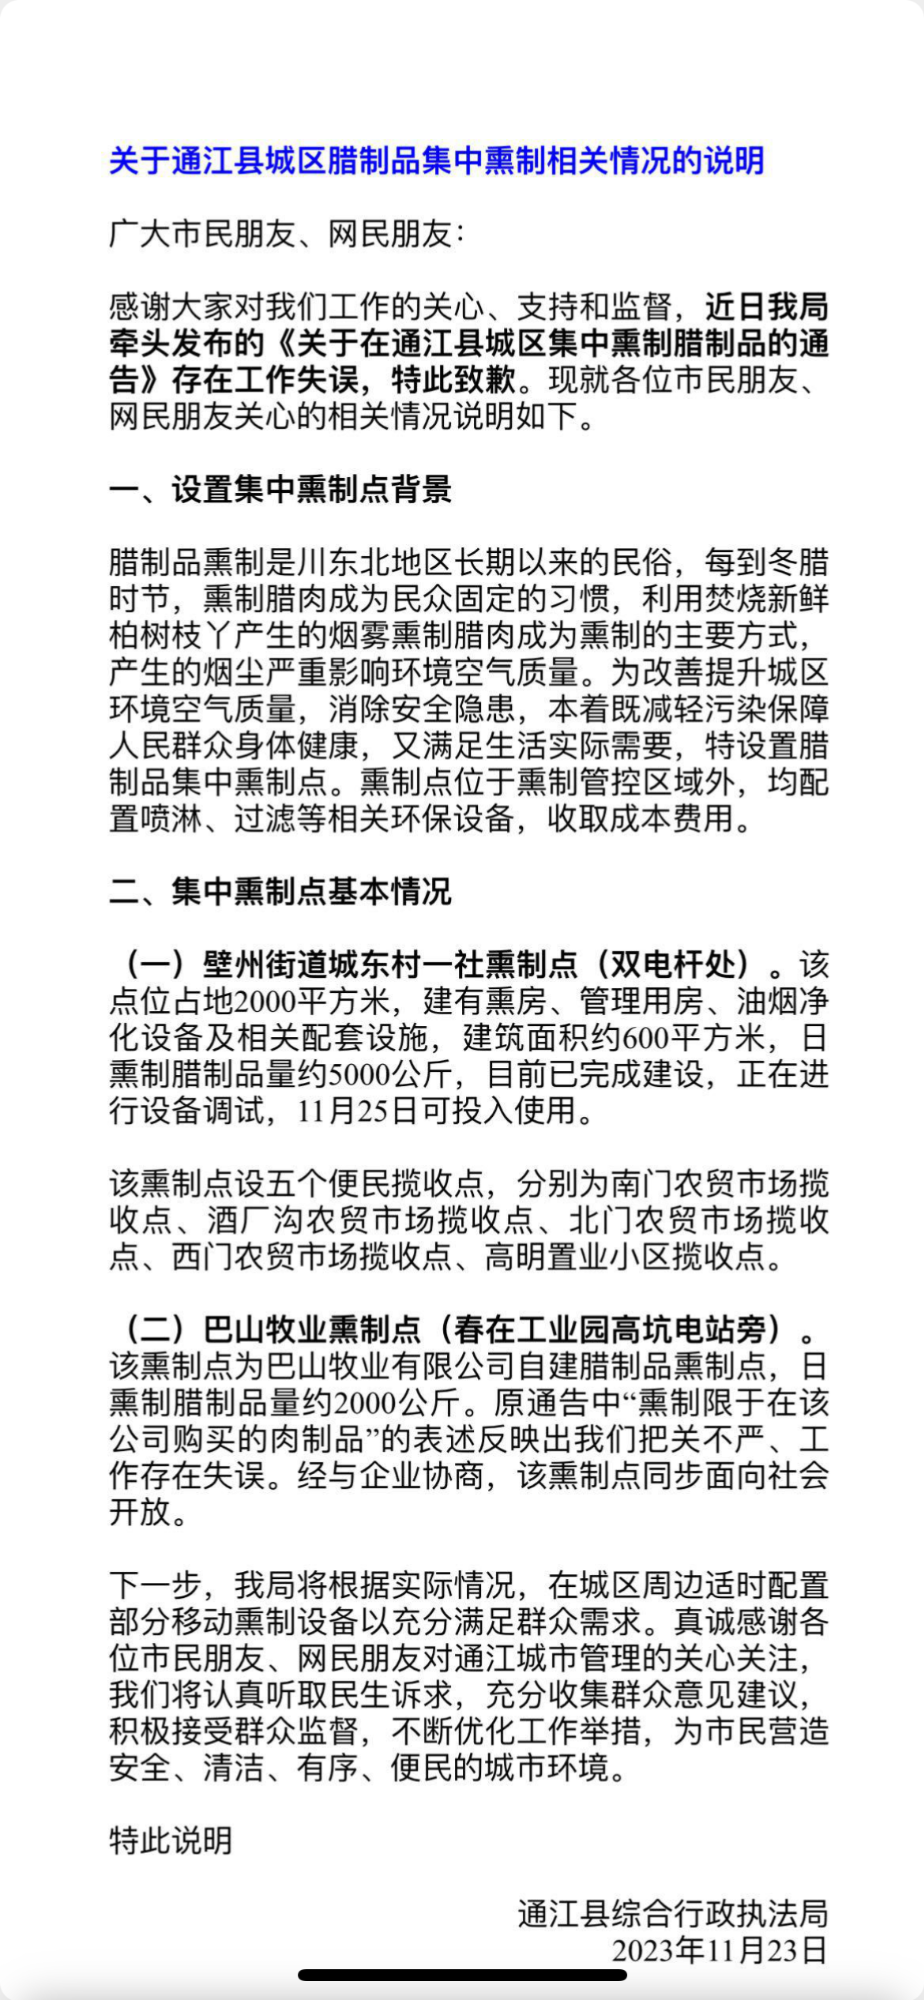 关于通江县城区腊制品集中熏制相关情况的说明
广大市民朋友、网民朋友：
感谢大家对我们工作的关心、支持和监督，近日我局
牵头发布的《关于在通江县城区集中熏制腊制品的通
告》存在工作失误，特此致歉。现就各位市民朋友、
网民朋友关心的相关情况说明如下。
一、设置集中熏制点背景
腊制品熏制是川东北地区长期以来的民俗，每到冬腊
时节，熏制腊肉成为民众固定的习惯，利用焚烧新鲜
柏树枝丫产生的烟雾熏制腊肉成为熏制的主要方式，
产生的烟尘严重影响环境空气质量。为改善提升城区
环境空气质量，消除安全隐患，本着既减轻污染保障
人民群众身体健康，又满足生活实际需要，特设置腊
制品集中熏制点。熏制点位于熏制管控区域外，均配
置喷淋、过滤等相关环保设备，收取成本费用。
二、集中熏制点基本情况
（一）壁州街道城东村一社熏制点（双电杆处）。该
点位占地2000平方米，建有熏房、管理用房、油烟净
化设备及相关配套设施，建筑面积约600平方米，日
熏制腊制品量约5000公斤，目前已完成建设，正在进
行设备调试，11月25日可投入使用。
该熏制点设五个便民揽收点，分别为南门农贸市场揽
收点、酒厂沟农贸市场揽收点、北门农贸市场揽收
点、西门农贸市场揽收点、高明置业小区揽收点。
（二）巴山牧业熏制点（春在工业园高坑电站旁）。
该熏制点为巴山牧业有限公司自建腊制品熏制点，日
熏制腊制品量约2000公斤。原通告中“熏制限于在该
公司购买的肉制品”的表述反映出我们把关不严、工
作存在失误。经与企业协商，该熏制点同步面向社会
开放。
下一步，我局将根据实际情况，在城区周边适时配置
部分移动熏制设备以充分满足群众需求。真诚感谢各
位市民朋友、网民朋友对通江城市管理的关心关注，
我们将认真听取民生诉求，充分收集群众意见建议，
积极接受群众监督，不断优化工作举措，为市民营造
安全、清洁、有序、便民的城市环境。
特此说明
通江县综合行政执法局
2023年11月23日